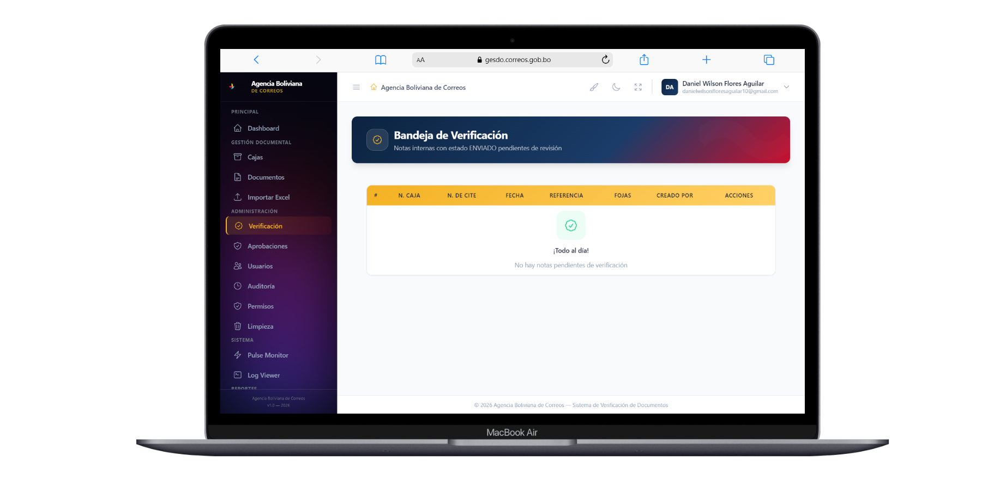 AA
gesdo.correos.gob.bo
Agencia Boliviana
DE CORREOS
Agencia Boliviana de Correos
DA
Daniel Wilson Flores Aguilar
danielwilsonfloresaguilar10@gmail.com
PRINCIPAL
Dashboard
GESTIÓN DOCUMENTAL
Cajas
Documentos
Importar Excel
ADMINISTRACIÓN
Verificación
Aprobaciones
Usuarios
Auditoría
Permisos
Limpieza
SISTEMA
Pulse Monitor
Log Viewer
REPORTES
Agencia Boliviana de Correos
v1.0 — 2026
Bandeja de Verificación
Notas internas con estado ENVIADO pendientes de revisión
# N. CAJA N. DE CITE FECHA REFERENCIA FOJAS CREADO POR ACCIONES
¡Todo al día!
No hay notas pendientes de verificación
© 2026 Agencia Boliviana de Correos — Sistema de Verificación de Documentos
MacBook Air